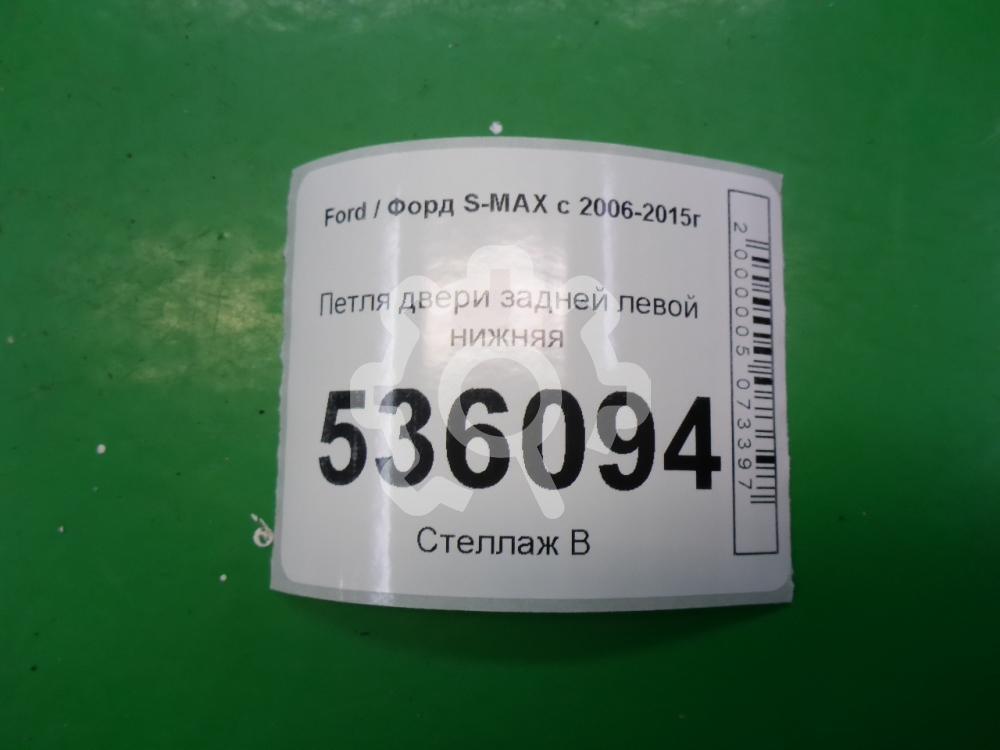 Ford / Форд S-MAX с 2006-2015г
Петля двери задней левой
нижняя
536094
Стеллаж В
2000005073397